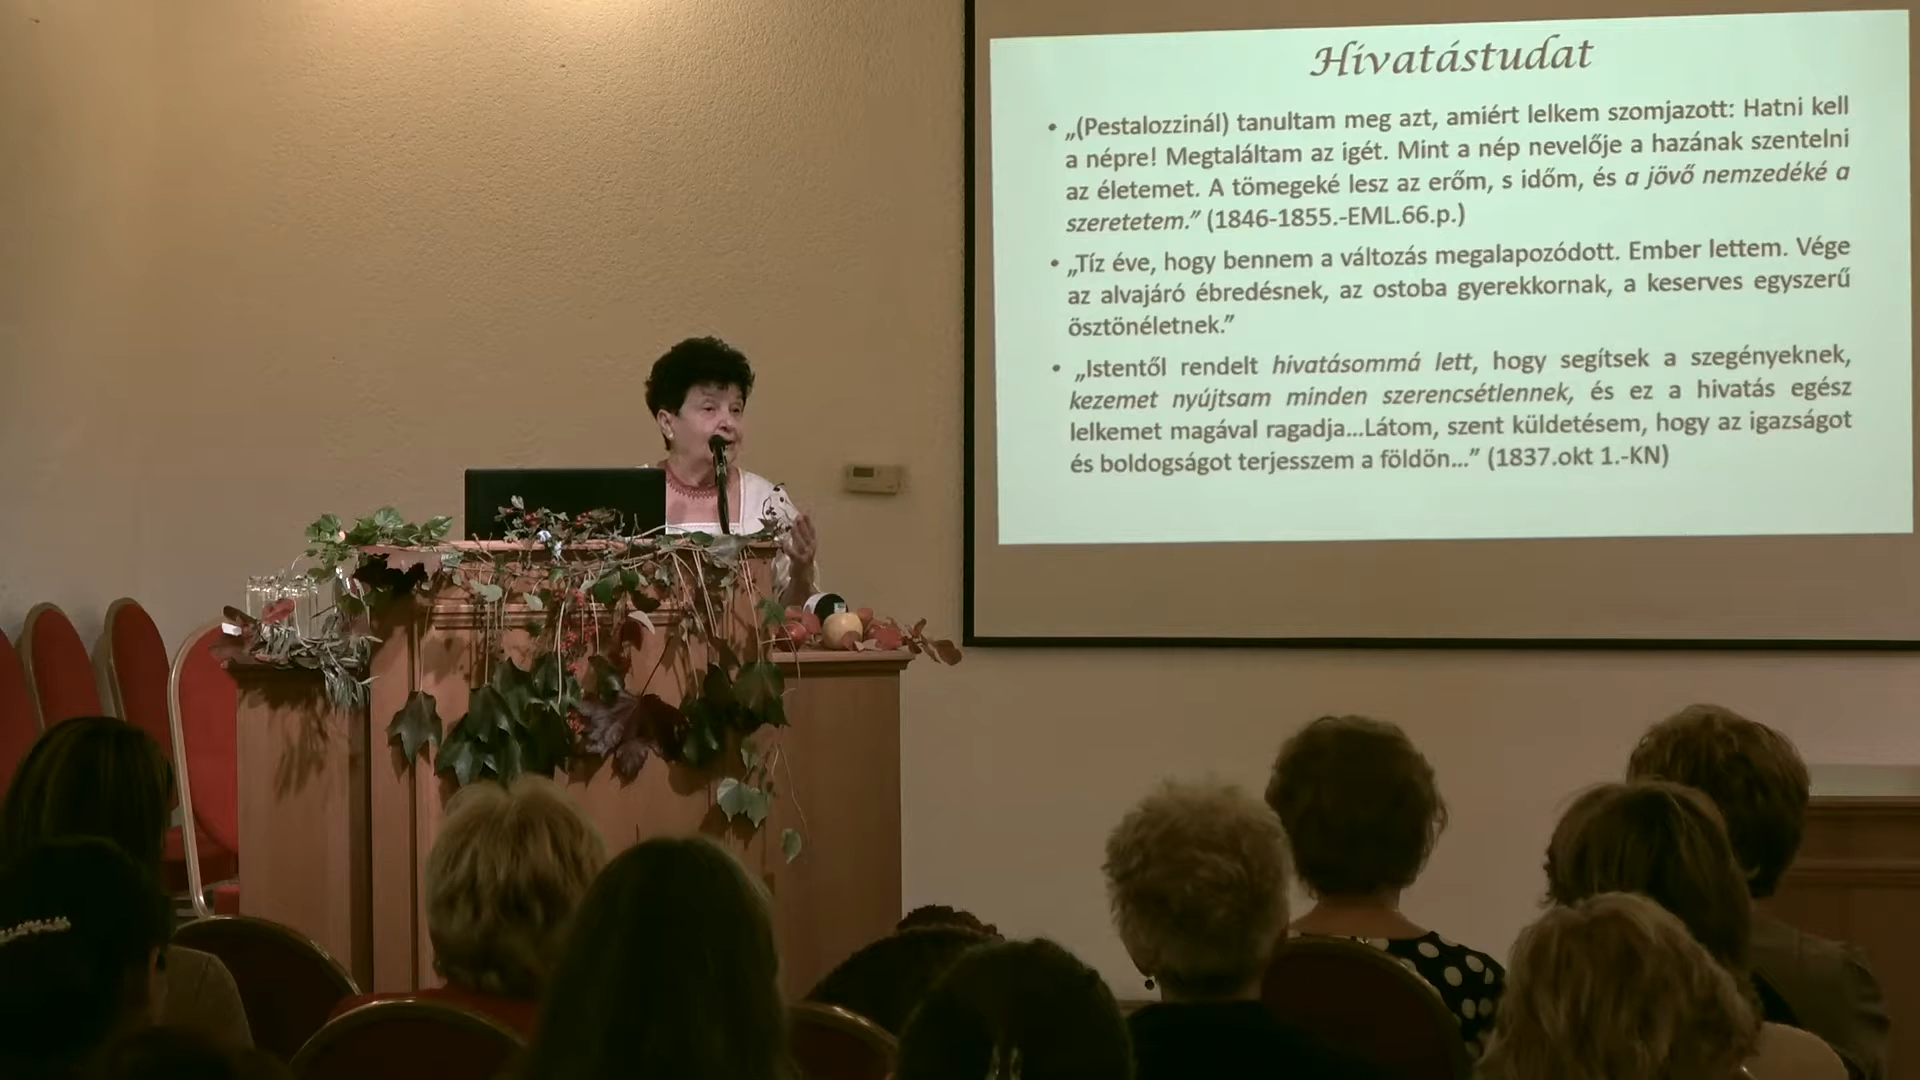 Hivatástudat
• „(Pestalozzinál) tanultam meg azt, amiért lelkem szomjazott: Hatni kell
a népre! Megtaláltam az igét. Mint a nép nevelője a hazának szentelni
az életemet. A tömegeké lesz az erőm, s időm, és a jövő nemzedéké a
szeretetem.” (1846-1855.-EML.66.p.)
• „Tíz éve, hogy bennem a változás megalapozódott. Ember lettem. Vége
az alvajáró ébredésnek, az ostoba gyerekkornak, a keserves egyszerű
ösztönéletnek.”
• „Istentől rendelt hivatásommá lett, hogy segítsek a szegényeknek,
kezemet nyújtsam minden szerencsétlennek, és ez a hivatás egész
lelkemet magával ragadja...Látom, szent küldetésem, hogy az igazságot
és boldogságot terjesszem a földön...” (1837.okt 1.-KN)